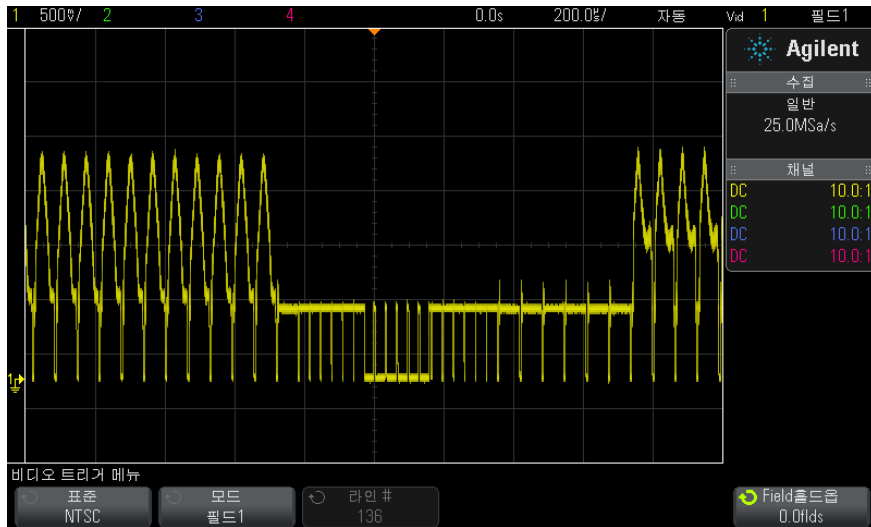 1 500㎷/ 2 3 4 0.0s 200.0㎲/ 자동 Vid 1 필드1
Agilent
수집
일반
25.0MSa/s
채널
DC 10.0:1
DC 10.0:1
DC 10.0:1
DC 10.0:1
1
비디오 트리거 메뉴
표준
NTSC
모드
필드1
라인 #
136
Field홀드옵
0.0flds